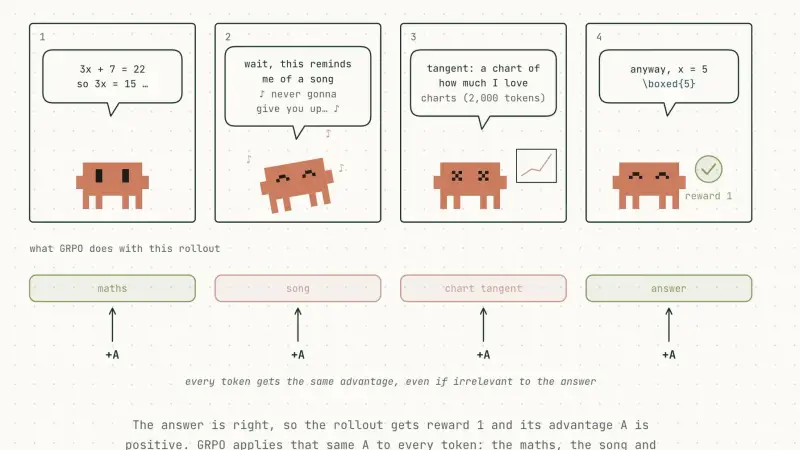 1
3x + 7 = 22
so 3x = 15 …
2
wait, this reminds
me of a song
♪ never gonna
give you up… ♪
♪
♪
♪
3
tangent: a chart of
how much I love
charts (2,000 tokens)
4
anyway, x = 5
\boxed{5}
reward 1
what GRPO does with this rollout
maths
song
chart tangent
answer
+A
+A
+A
+A
every token gets the same advantage, even if irrelevant to the answer
The answer is right, so the rollout gets reward 1 and its advantage A is
positive. GRPO applies that same A to every token: the maths, the song and